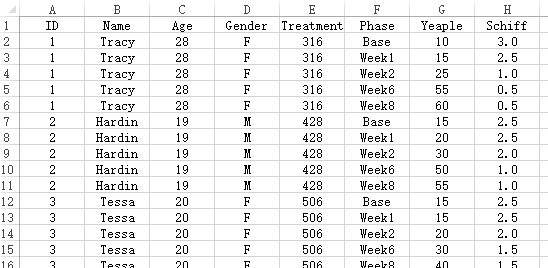 A B C D E F G H
1 ID Name Age Gender Treatment Phase Yeaple Schiff
2 1 Tracy 28 F 316 Base 10 3.0
3 1 Tracy 28 F 316 Week1 15 2.5
4 1 Tracy 28 F 316 Week2 25 1.0
5 1 Tracy 28 F 316 Week6 55 0.5
6 1 Tracy 28 F 316 Week8 60 0.5
7 2 Hardin 19 M 428 Base 15 2.5
8 2 Hardin 19 M 428 Week1 20 2.5
9 2 Hardin 19 M 428 Week2 30 2.0
10 2 Hardin 19 M 428 Week6 50 1.0
11 2 Hardin 19 M 428 Week8 55 1.0
12 3 Tessa 20 F 506 Base 15 2.5
13 3 Tessa 20 F 506 Week1 15 2.5
14 3 Tessa 20 F 506 Week2 20 2.0
15 3 Tessa 20 F 506 Week6 30 1.5
16 3 Tessa 20 F 506 Week8 40 1.5